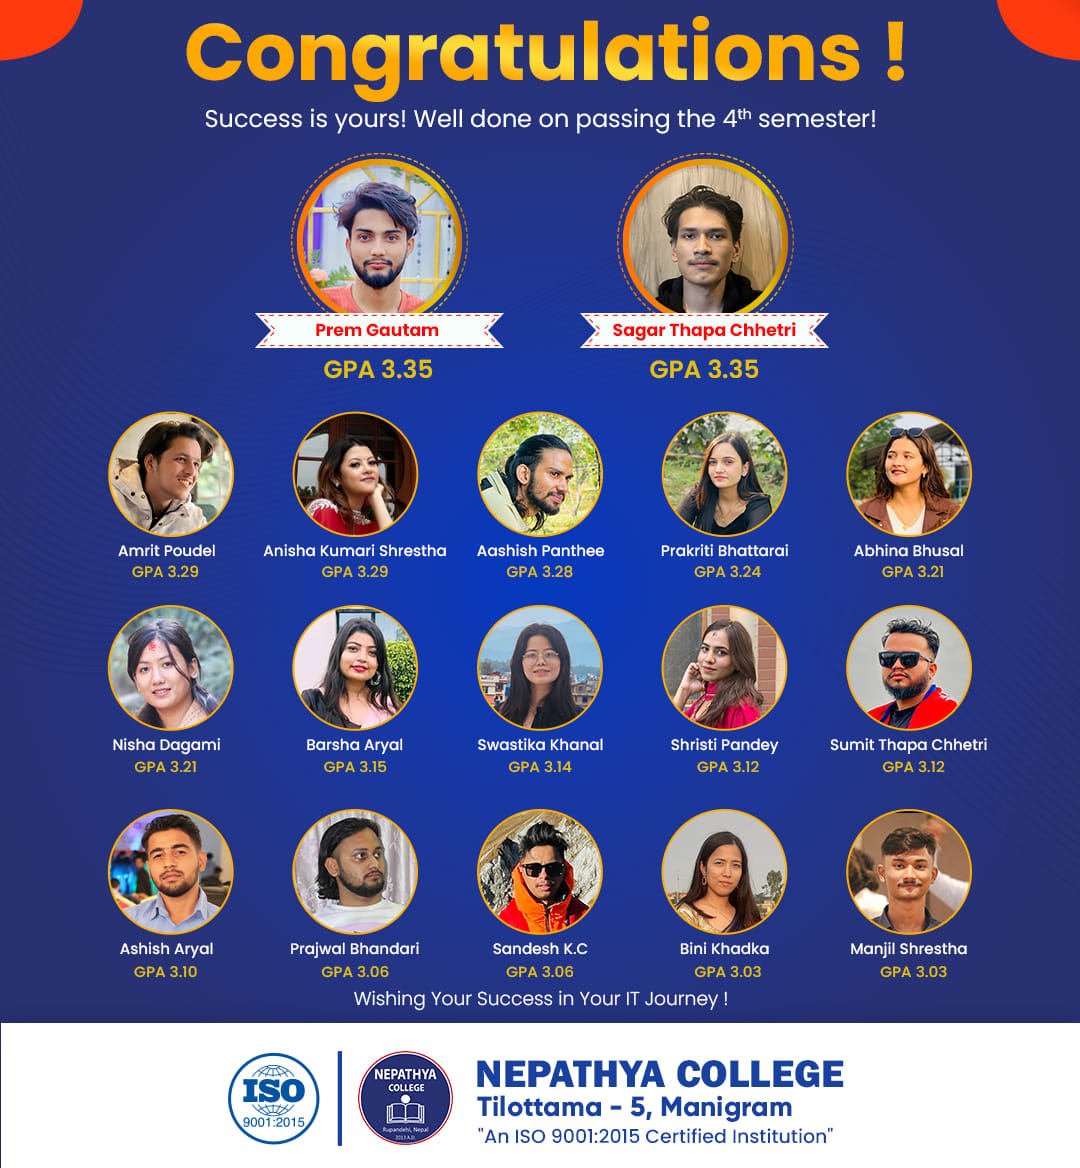 Congratulations !
Success is yours! Well done on passing the 4th semester!
Prem Gautam
Sagar Thapa Chhetri
GPA 3.35
GPA 3.35
Amrit Poudel
Anisha Kumari Shrestha
Aashish Panthee
Prakriti Bhattarai
Abhina Bhusal
GPA 3.29
GPA 3.29
GPA 3.28
GPA 3.24
GPA 3.21
Nisha Dagami
Barsha Aryal
Swastika Khanal
Shristi Pandey
Sumit Thapa Chhetri
GPA 3.21
GPA 3.15
GPA 3.14
GPA 3.12
GPA 3.12
Ashish Aryal
Prajwal Bhandari
Sandesh K.C
Bini Khadka
Manjil Shrestha
GPA 3.10
GPA 3.06
GPA 3.06
GPA 3.03
GPA 3.03
Wishing Your Success in Your IT Journey !
ISO
9001:2015
NEPATHYA
COLLEGE
Rupandehi, Nepal
2013 A.D.
NEPATHYA COLLEGE
Tilottama - 5, Manigram
"An ISO 9001:2015 Certified Institution"